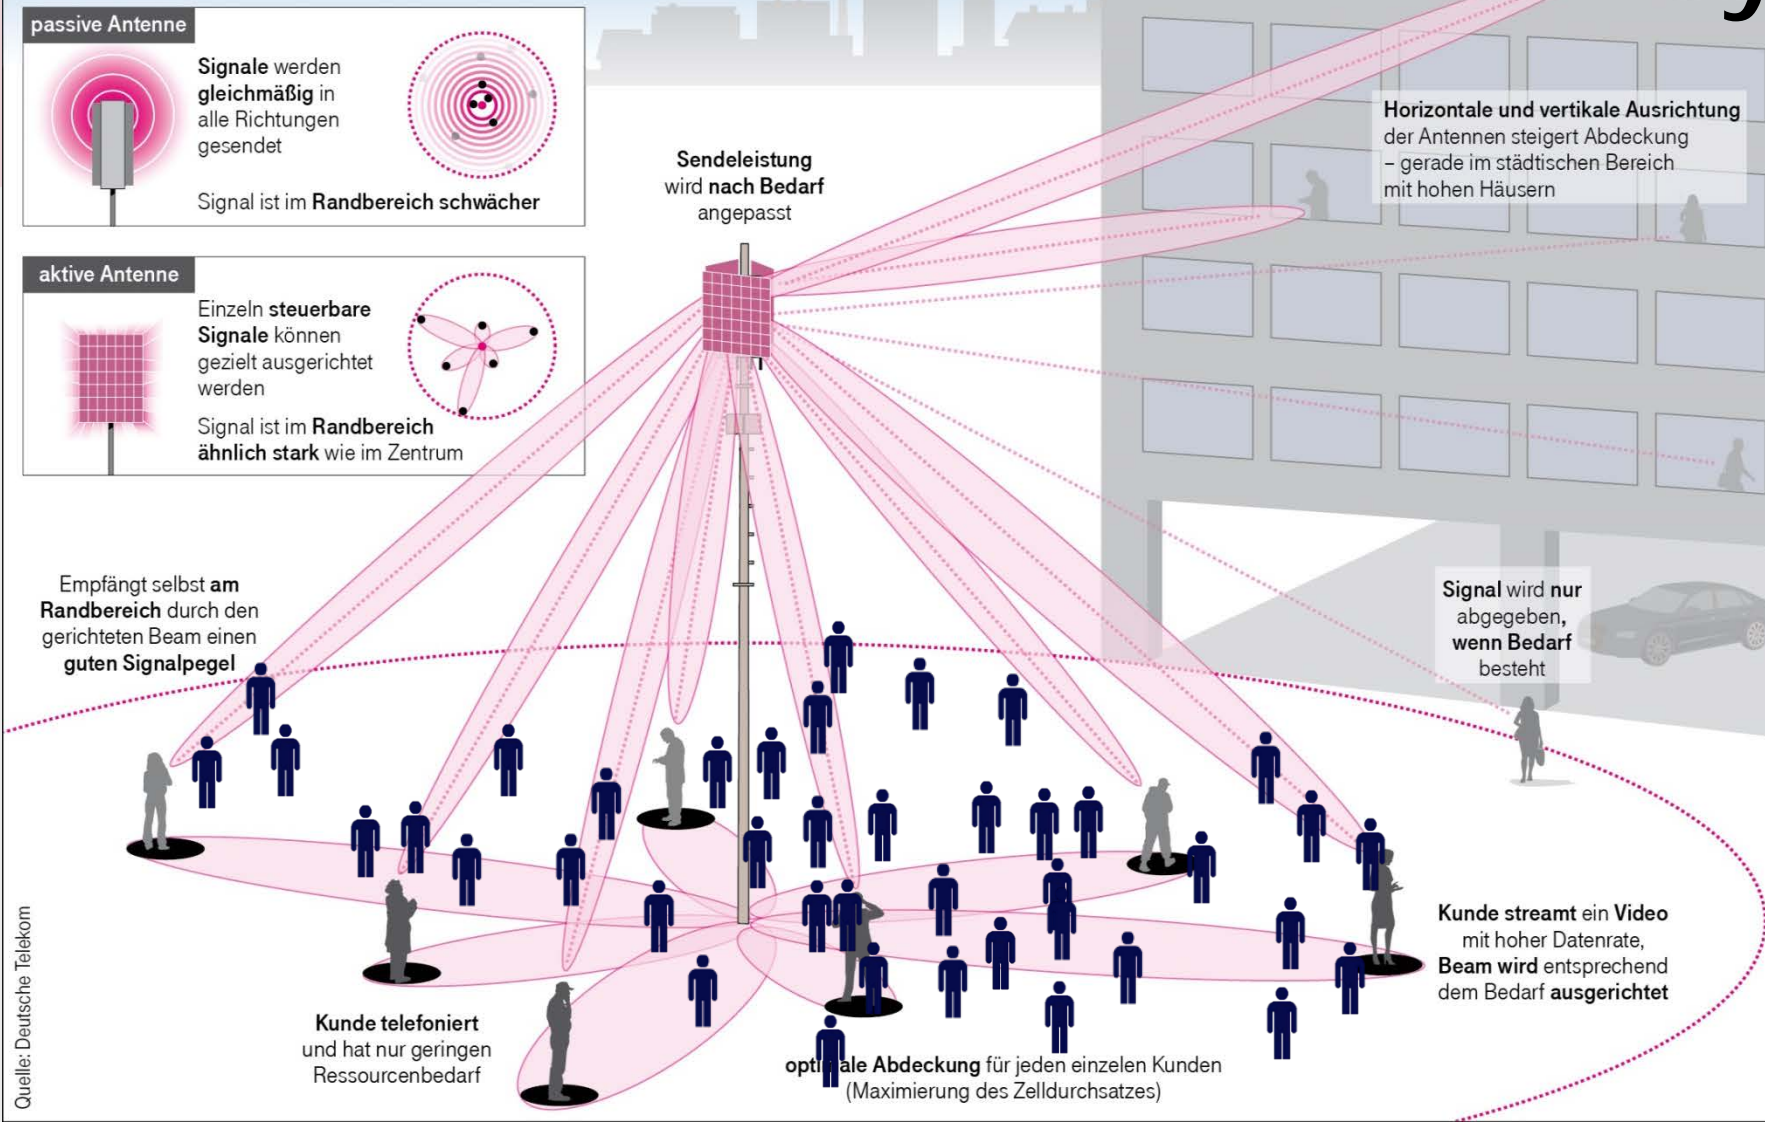 passive Antenne
Signale werden
gleichmäßig in
alle Richtungen
gesendet
Signal ist im Randbereich schwächer
aktive Antenne
Einzeln steuerbare
Signale können
gezielt ausgerichtet
werden
Signal ist im Randbereich
ähnlich stark wie im Zentrum
Sendeleistung
wird nach Bedarf
angepasst
Horizontale und vertikale Ausrichtung
der Antennen steigert Abdeckung
– gerade im städtischen Bereich
mit hohen Häusern
Empfängt selbst am
Randbereich durch den
gerichteten Beam einen
guten Signalpegel
Signal wird nur
abgegeben,
wenn Bedarf
besteht
Kunde streamt ein Video
mit hoher Datenrate,
Beam wird entsprechend
dem Bedarf ausgerichtet
Kunde telefoniert
und hat nur geringen
Ressourcenbedarf
optimale Abdeckung für jeden einzelen Kunden
(Maximierung des Zelldurchsatzes)
Quelle: Deutsche Telekom